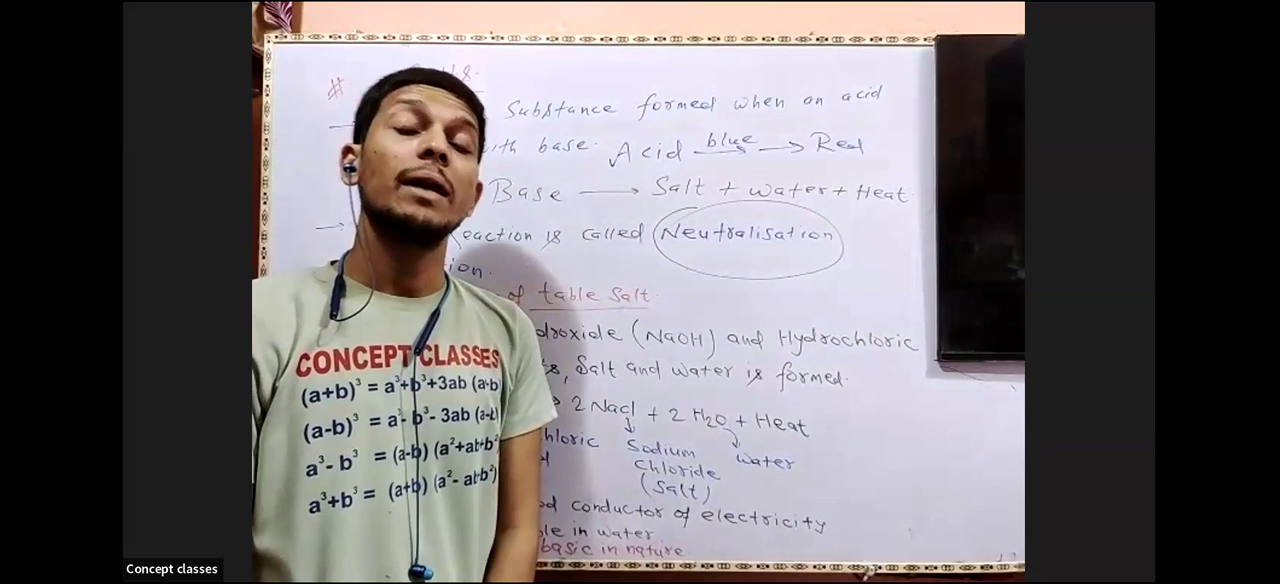 #
Substance formed when an acid
with base. Acid blue → Red
Base → Salt + water + Heat
Reaction is called Neutralisation
of table Salt.
droxide (NaOH) and Hydrochloric
Salt and water is formed.
2 Nacl + 2 H₂O + Heat
hloric Sodium water
chloride
(Salt)
conductor of electricity
ble in water
basic in nature
CONCEPT CLASSES
(a+b)³ = a³+b³+3ab (a+b)
(a-b)³ = a³- b³- 3ab (a-b)
a³- b³ = (a-b) (a²+ab+b²)
a³+b³ = (a+b) (a²- ab+b²)
Concept classes